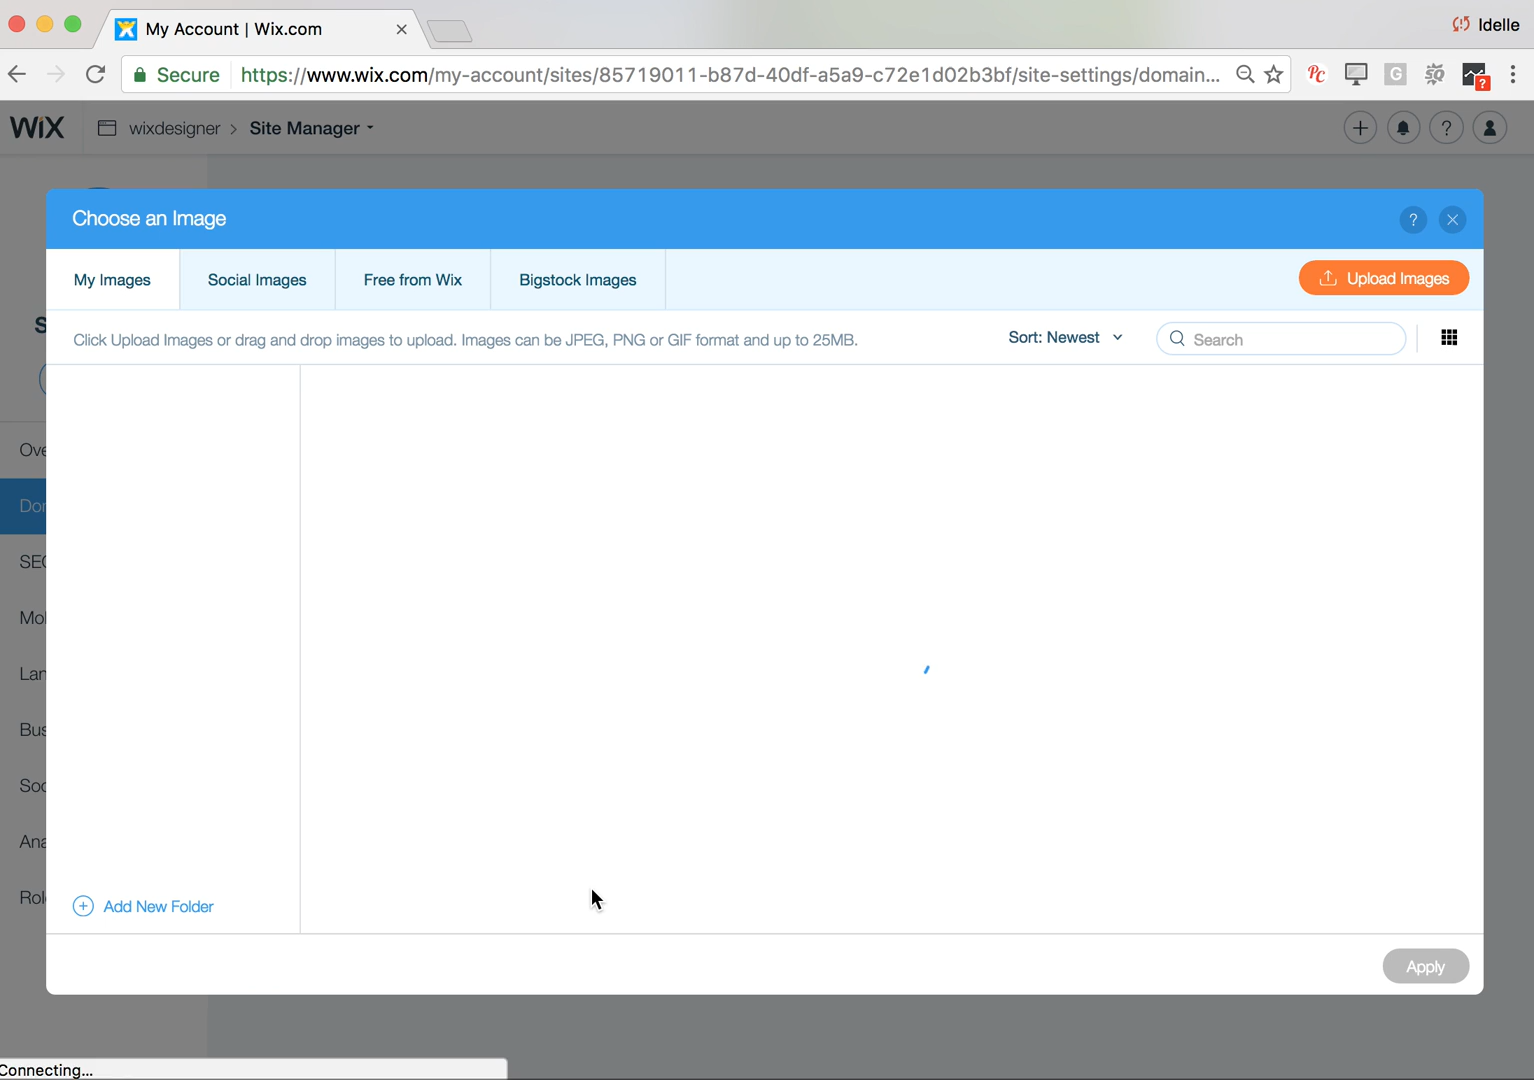 My Account | Wix.com
Idelle
Secure
https://www.wix.com/my-account/sites/85719011-b87d-40df-a5a9-c72e1d02b3bf/site-settings/domain...
WiX
wixdesigner > Site Manager
Choose an Image
My Images
Social Images
Free from Wix
Bigstock Images
Upload Images
Click Upload Images or drag and drop images to upload. Images can be JPEG, PNG or GIF format and up to 25MB.
Sort: Newest
Search
S
Ove
Dor
SEO
Mol
Lan
Bus
Soc
Ana
Rol
Add New Folder
Apply
Connecting...